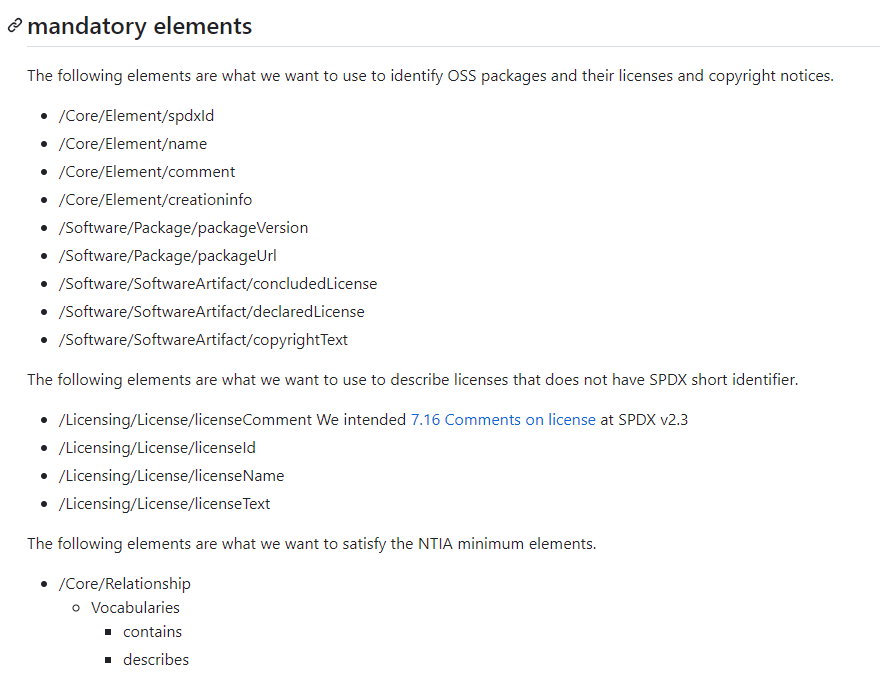 mandatory elements
The following elements are what we want to use to identify OSS packages and their licenses and copyright notices.
/Core/Element/spdxId
/Core/Element/name
/Core/Element/comment
/Core/Element/creationinfo
/Software/Package/packageVersion
/Software/Package/packageUrl
/Software/SoftwareArtifact/concludedLicense
/Software/SoftwareArtifact/declaredLicense
/Software/SoftwareArtifact/copyrightText
The following elements are what we want to use to describe licenses that does not have SPDX short identifier.
/Licensing/License/licenseComment We intended 7.16 Comments on license at SPDX v2.3
/Licensing/License/licenseId
/Licensing/License/licenseName
/Licensing/License/licenseText
The following elements are what we want to satisfy the NTIA minimum elements.
/Core/Relationship
Vocabularies
contains
describes